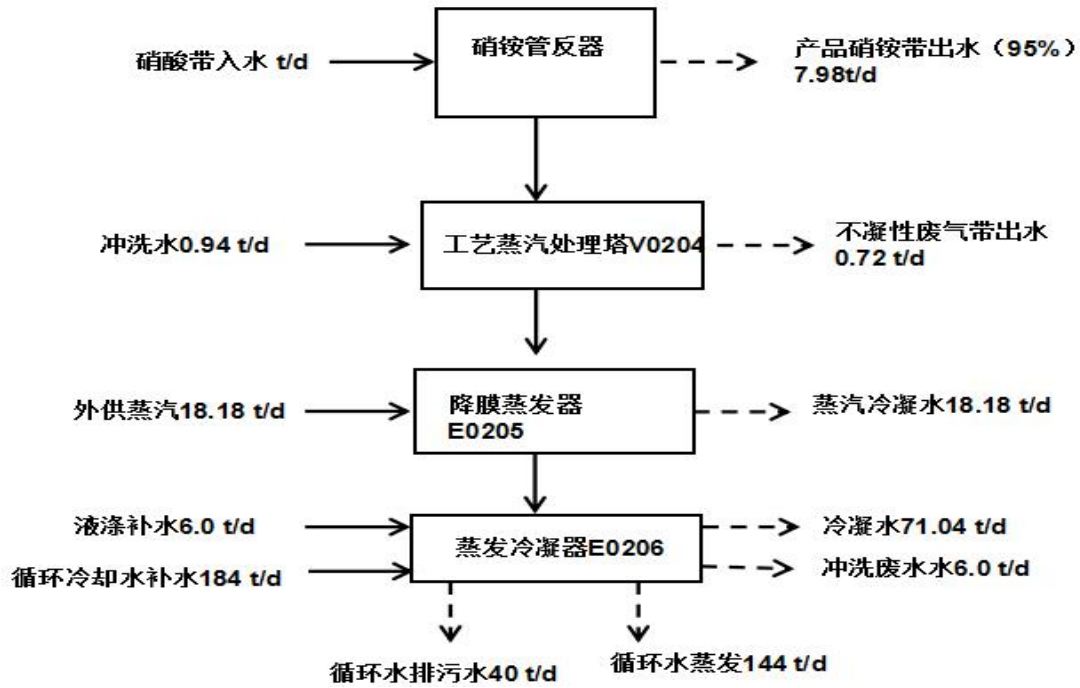 硝酸带入水 t/d
硝铵管反器
产品硝铵带出水（95%）
7.98t/d
冲洗水0.94 t/d
工艺蒸汽处理塔V0204
不凝性废气带出水
0.72 t/d
外供蒸汽18.18 t/d
降膜蒸发器
E0205
蒸汽冷凝水18.18 t/d
液涤补水6.0 t/d
循环冷却水补水184 t/d
蒸发冷凝器E0206
冷凝水71.04 t/d
冲洗废水水6.0 t/d
循环水排污水40 t/d
循环水蒸发144 t/d